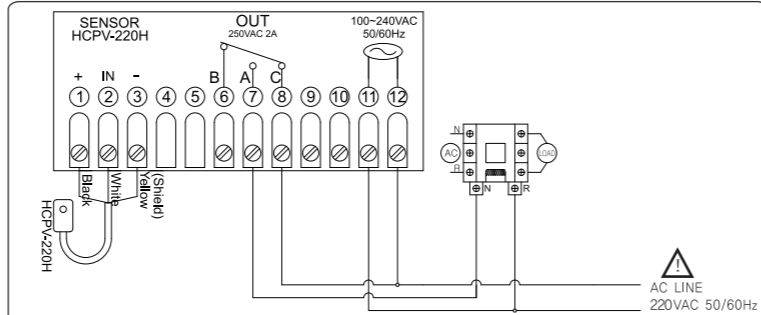 SENSOR
HCPV-220H
OUT
250VAC 2A
100~240VAC
50/60Hz
B A C
+ IN −
1 2 3 4 5 6 7 8 9 10 11 12
Black
White
Yellow
(Shield)
HCPV-220H
N
AC
R
LOAD
N R
AC LINE
220VAC 50/60Hz